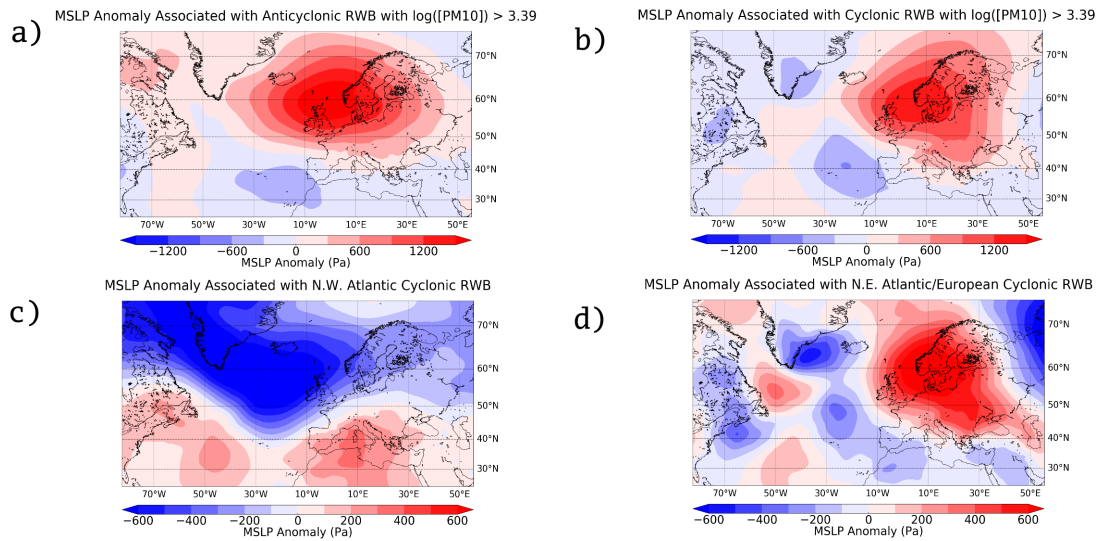 MSLP Anomaly Associated with Anticyclonic RWB with log([PM10]) > 3.39
a)
70°N
60°N
50°N
40°N
30°N
70°W 50°W 30°W 10°W 10°E 30°E 50°E
−1200 −600 0 600 1200
MSLP Anomaly (Pa)
MSLP Anomaly Associated with Cyclonic RWB with log([PM10]) > 3.39
b)
70°N
60°N
50°N
40°N
30°N
70°W 50°W 30°W 10°W 10°E 30°E 50°E
−1200 −600 0 600 1200
MSLP Anomaly (Pa)
MSLP Anomaly Associated with N.W. Atlantic Cyclonic RWB
c)
70°N
60°N
50°N
40°N
30°N
70°W 50°W 30°W 10°W 10°E 30°E 50°E
−600 −400 −200 0 200 400 600
MSLP Anomaly (Pa)
MSLP Anomaly Associated with N.E. Atlantic/European Cyclonic RWB
d)
70°N
60°N
50°N
40°N
30°N
70°W 50°W 30°W 10°W 10°E 30°E 50°E
−600 −400 −200 0 200 400 600
MSLP Anomaly (Pa)